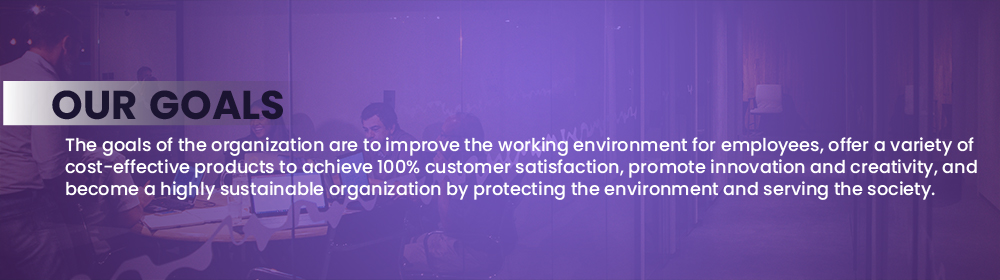 OUR GOALS
The goals of the organization are to improve the working environment for employees, offer a variety of
cost-effective products to achieve 100% customer satisfaction, promote innovation and creativity, and
become a highly sustainable organization by protecting the environment and serving the society.